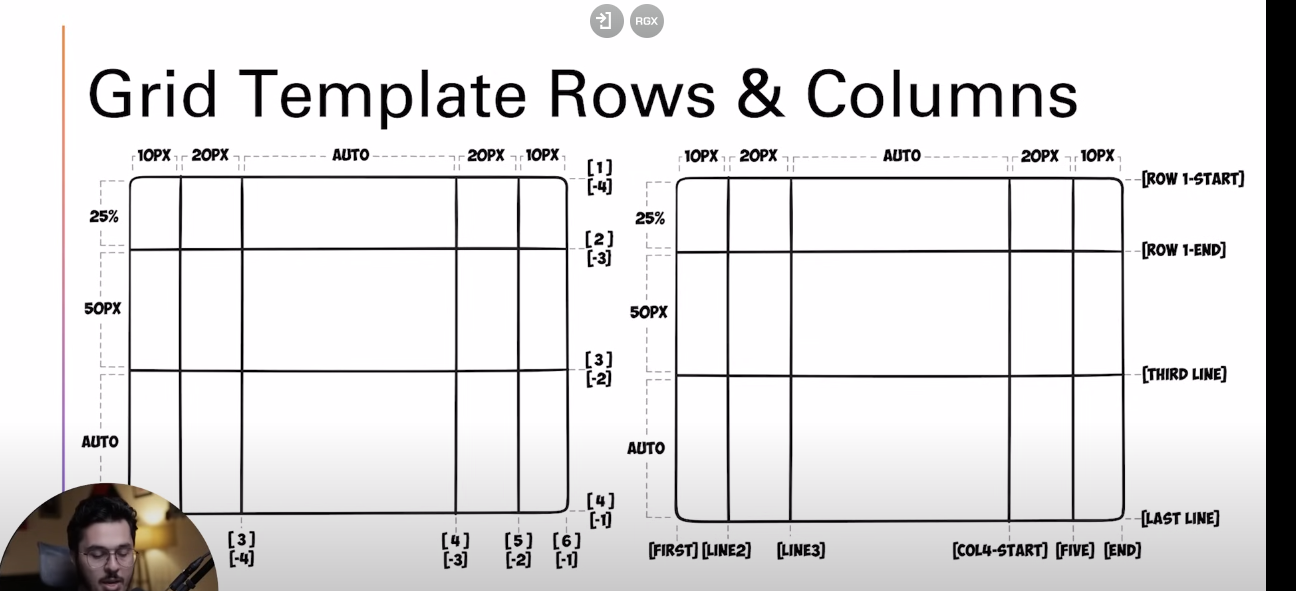 RGX
Grid Template Rows & Columns
10PX 20PX AUTO 20PX 10PX
[1]
[-4]
25%
[2]
[-3]
50PX
[3]
[-2]
AUTO
[4]
[-1]
[3] [4] [5] [6]
[-4] [-3] [-2] [-1]
10PX 20PX AUTO 20PX 10PX
[ROW 1-START]
25%
[ROW 1-END]
50PX
[THIRD LINE]
AUTO
[LAST LINE]
[FIRST] [LINE2] [LINE3] [COL4-START] [FIVE] [END]